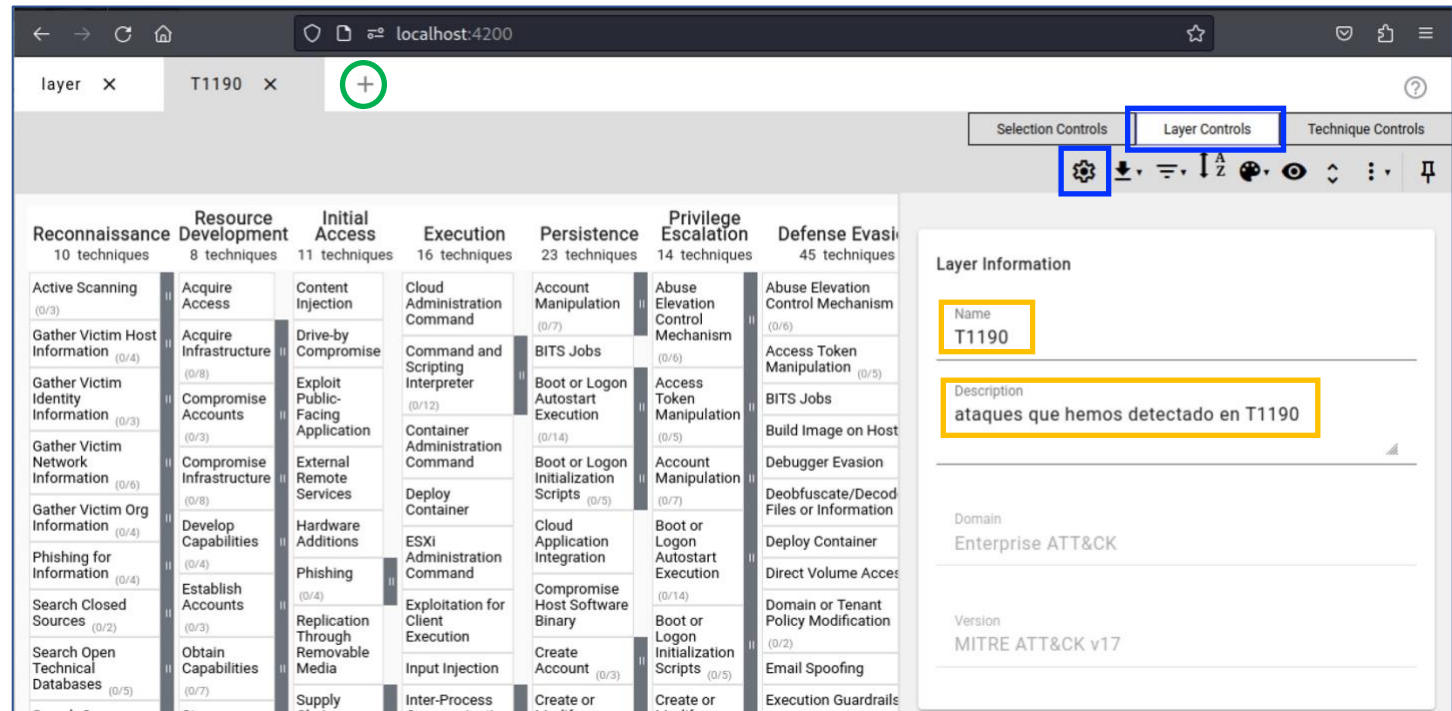 localhost:4200
layer
T1190
Selection Controls
Layer Controls
Technique Controls
Reconnaissance
10 techniques
Active Scanning
(0/3)
Gather Victim Host
Information (0/4)
Gather Victim
Identity
Information (0/3)
Gather Victim
Network
Information (0/6)
Gather Victim Org
Information (0/4)
Phishing for
Information (0/4)
Search Closed
Sources (0/2)
Search Open
Technical
Databases (0/5)
Resource
Development
8 techniques
Acquire
Access
Acquire
Infrastructure
(0/8)
Compromise
Accounts
(0/3)
Compromise
Infrastructure
(0/8)
Develop
Capabilities
(0/4)
Establish
Accounts
(0/3)
Obtain
Capabilities
(0/7)
Initial
Access
11 techniques
Content
Injection
Drive-by
Compromise
Exploit
Public-
Facing
Application
External
Remote
Services
Hardware
Additions
Phishing
(0/4)
Replication
Through
Removable
Media
Supply
Execution
16 techniques
Cloud
Administration
Command
Command and
Scripting
Interpreter
(0/12)
Container
Administration
Command
Deploy
Container
ESXi
Administration
Command
Exploitation for
Client
Execution
Input Injection
Inter-Process
Persistence
23 techniques
Account
Manipulation
(0/7)
BITS Jobs
Boot or Logon
Autostart
Execution
(0/14)
Boot or Logon
Initialization
Scripts (0/5)
Cloud
Application
Integration
Compromise
Host Software
Binary
Create
Account (0/3)
Create or
Privilege
Escalation
14 techniques
Abuse
Elevation
Control
Mechanism
(0/6)
Access
Token
Manipulation
(0/5)
Account
Manipulation
(0/7)
Boot or
Logon
Autostart
Execution
(0/14)
Boot or
Logon
Initialization
Scripts (0/5)
Create or
Defense Evasi
45 techniques
Abuse Elevation
Control Mechanism
(0/6)
Access Token
Manipulation (0/5)
BITS Jobs
Build Image on Host
Debugger Evasion
Deobfuscate/Decod
Files or Information
Deploy Container
Direct Volume Acces
Domain or Tenant
Policy Modification
(0/2)
Email Spoofing
Execution Guardrails
Layer Information
Name
T1190
Description
ataques que hemos detectado en T1190
Domain
Enterprise ATT&CK
Version
MITRE ATT&CK v17